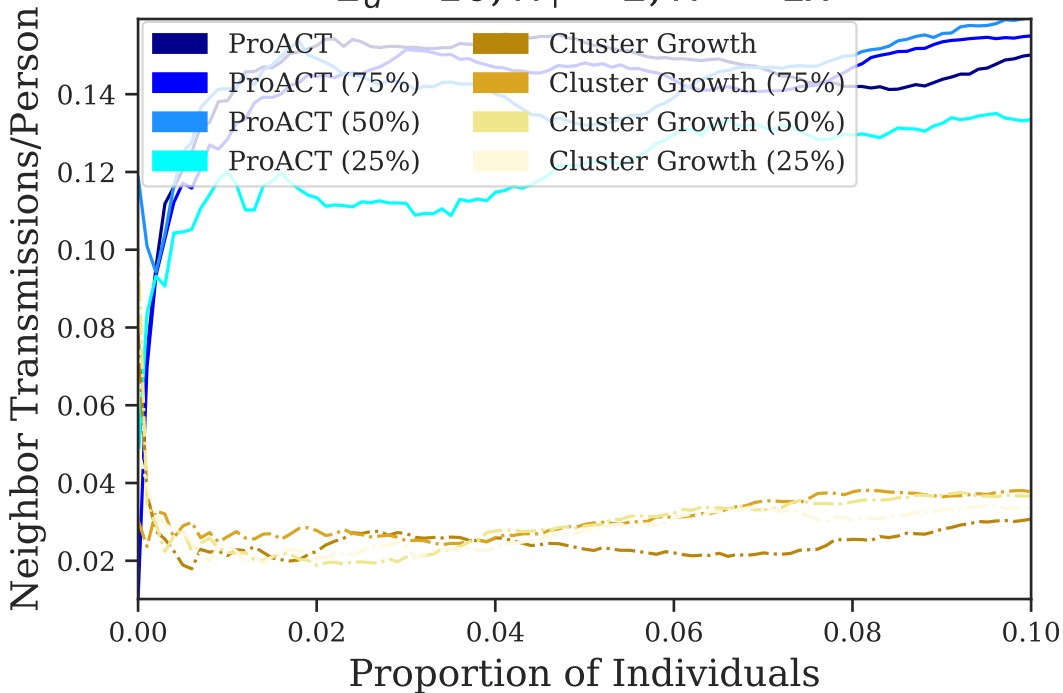 Neighbor Transmissions/Person
ProACT
ProACT (75%)
ProACT (50%)
ProACT (25%)
Cluster Growth
Cluster Growth (75%)
Cluster Growth (50%)
Cluster Growth (25%)
0.14
0.12
0.10
0.08
0.06
0.04
0.02
0.00 0.02 0.04 0.06 0.08 0.10
Proportion of Individuals